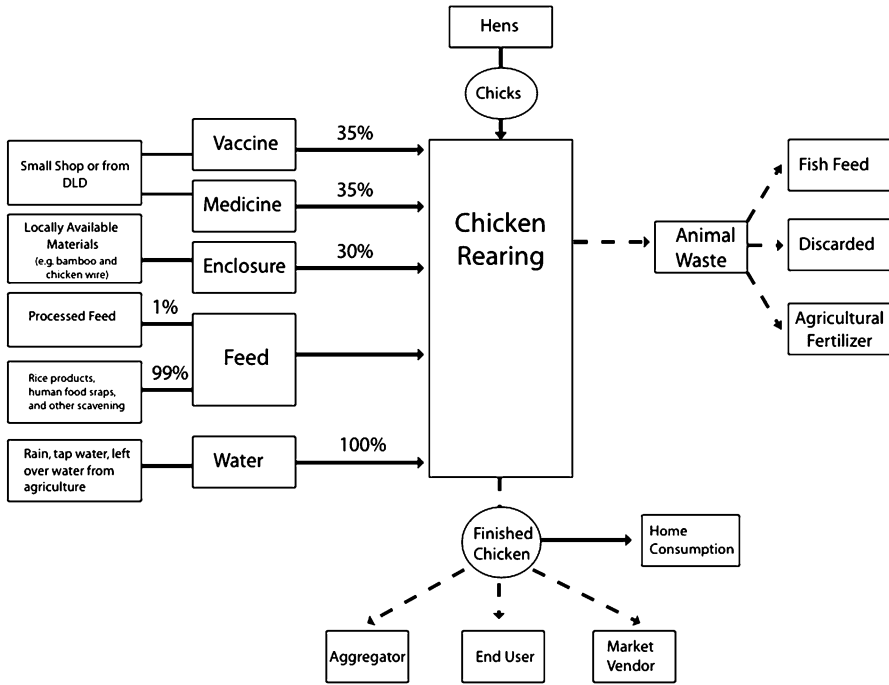 Hens
Chicks
Small Shop or from
DLD
Vaccine
35%
Medicine
35%
Locally Available
Materials
(e.g. bamboo and
chicken wire)
Enclosure
30%
Processed Feed
1%
Feed
Rice products,
human food sraps,
and other scavening
99%
Rain, tap water, left
over water from
agriculture
Water
100%
Chicken
Rearing
Animal
Waste
Fish Feed
Discarded
Agricultural
Fertilizer
Finished
Chicken
Home
Consumption
Aggregator
End User
Market
Vendor